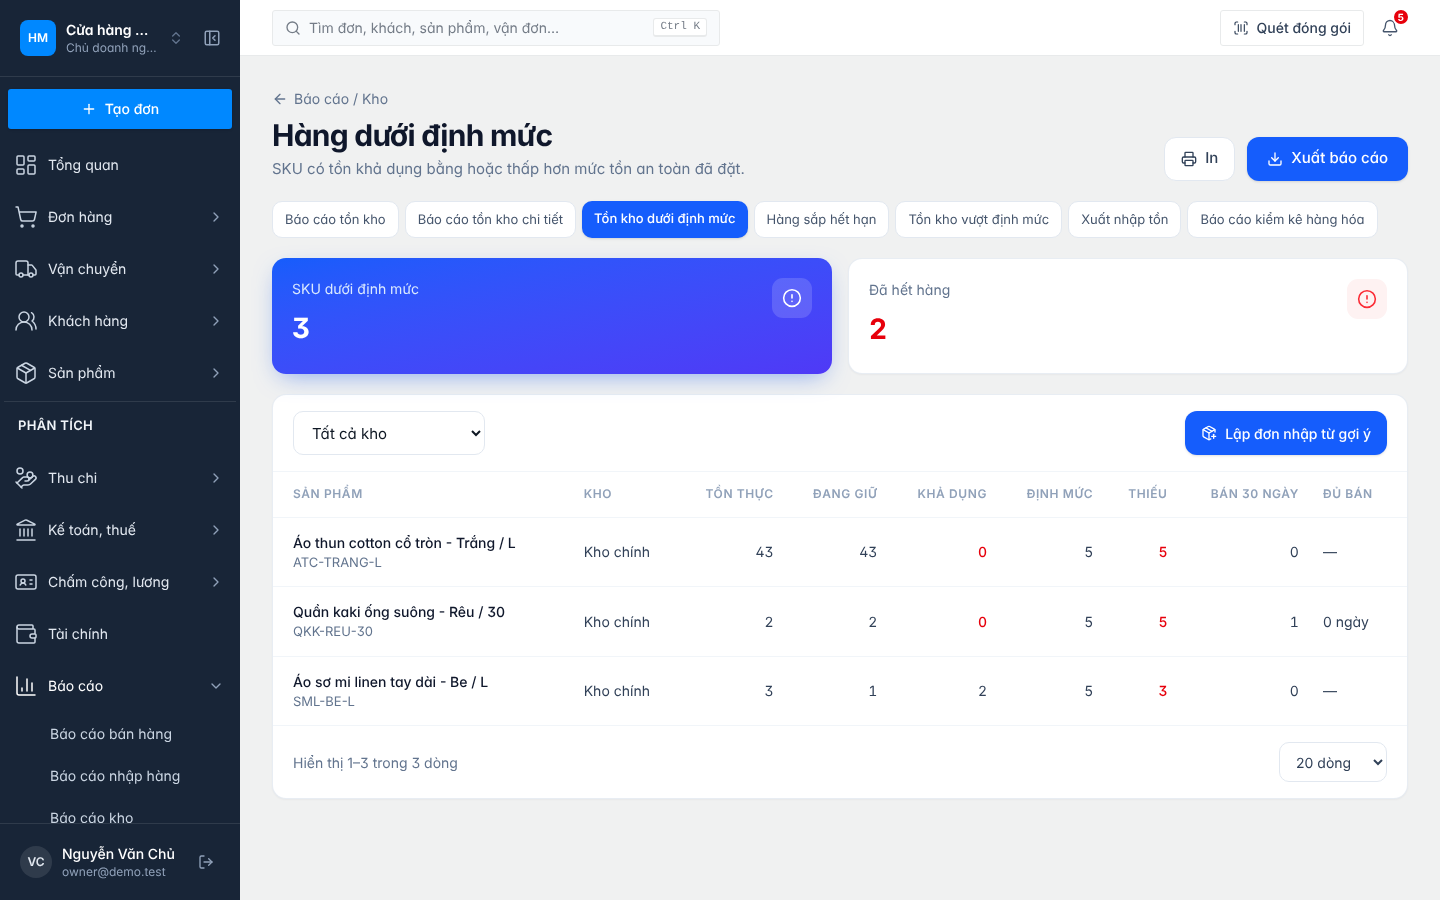 HM
Cửa hàng ...
Chủ doanh ng...
Tìm đơn, khách, sản phẩm, vận đơn...
Ctrl K
Quét đóng gói
5
Tạo đơn
Tổng quan
Đơn hàng
Vận chuyển
Khách hàng
Sản phẩm
PHÂN TÍCH
Thu chi
Kế toán, thuế
Chấm công, lương
Tài chính
Báo cáo
Báo cáo bán hàng
Báo cáo nhập hàng
Báo cáo kho
VC
Nguyễn Văn Chủ
owner@demo.test
Báo cáo / Kho
Hàng dưới định mức
SKU có tồn khả dụng bằng hoặc thấp hơn mức tồn an toàn đã đặt.
In
Xuất báo cáo
Báo cáo tồn kho
Báo cáo tồn kho chi tiết
Tồn kho dưới định mức
Hàng sắp hết hạn
Tồn kho vượt định mức
Xuất nhập tồn
Báo cáo kiểm kê hàng hóa
SKU dưới định mức
3
Đã hết hàng
2
Tất cả kho
Lập đơn nhập từ gợi ý
SẢN PHẨM KHO TỒN THỰC ĐANG GIỮ KHẢ DỤNG ĐỊNH MỨC THIẾU BÁN 30 NGÀY ĐỦ BÁN
Áo thun cotton cổ tròn - Trắng / L
ATC-TRANG-L
Kho chính 43 43 0 5 5 0 —
Quần kaki ống suông - Rêu / 30
QKK-REU-30
Kho chính 2 2 0 5 5 1 0 ngày
Áo sơ mi linen tay dài - Be / L
SML-BE-L
Kho chính 3 1 2 5 3 0 —
Hiển thị 1–3 trong 3 dòng
20 dòng